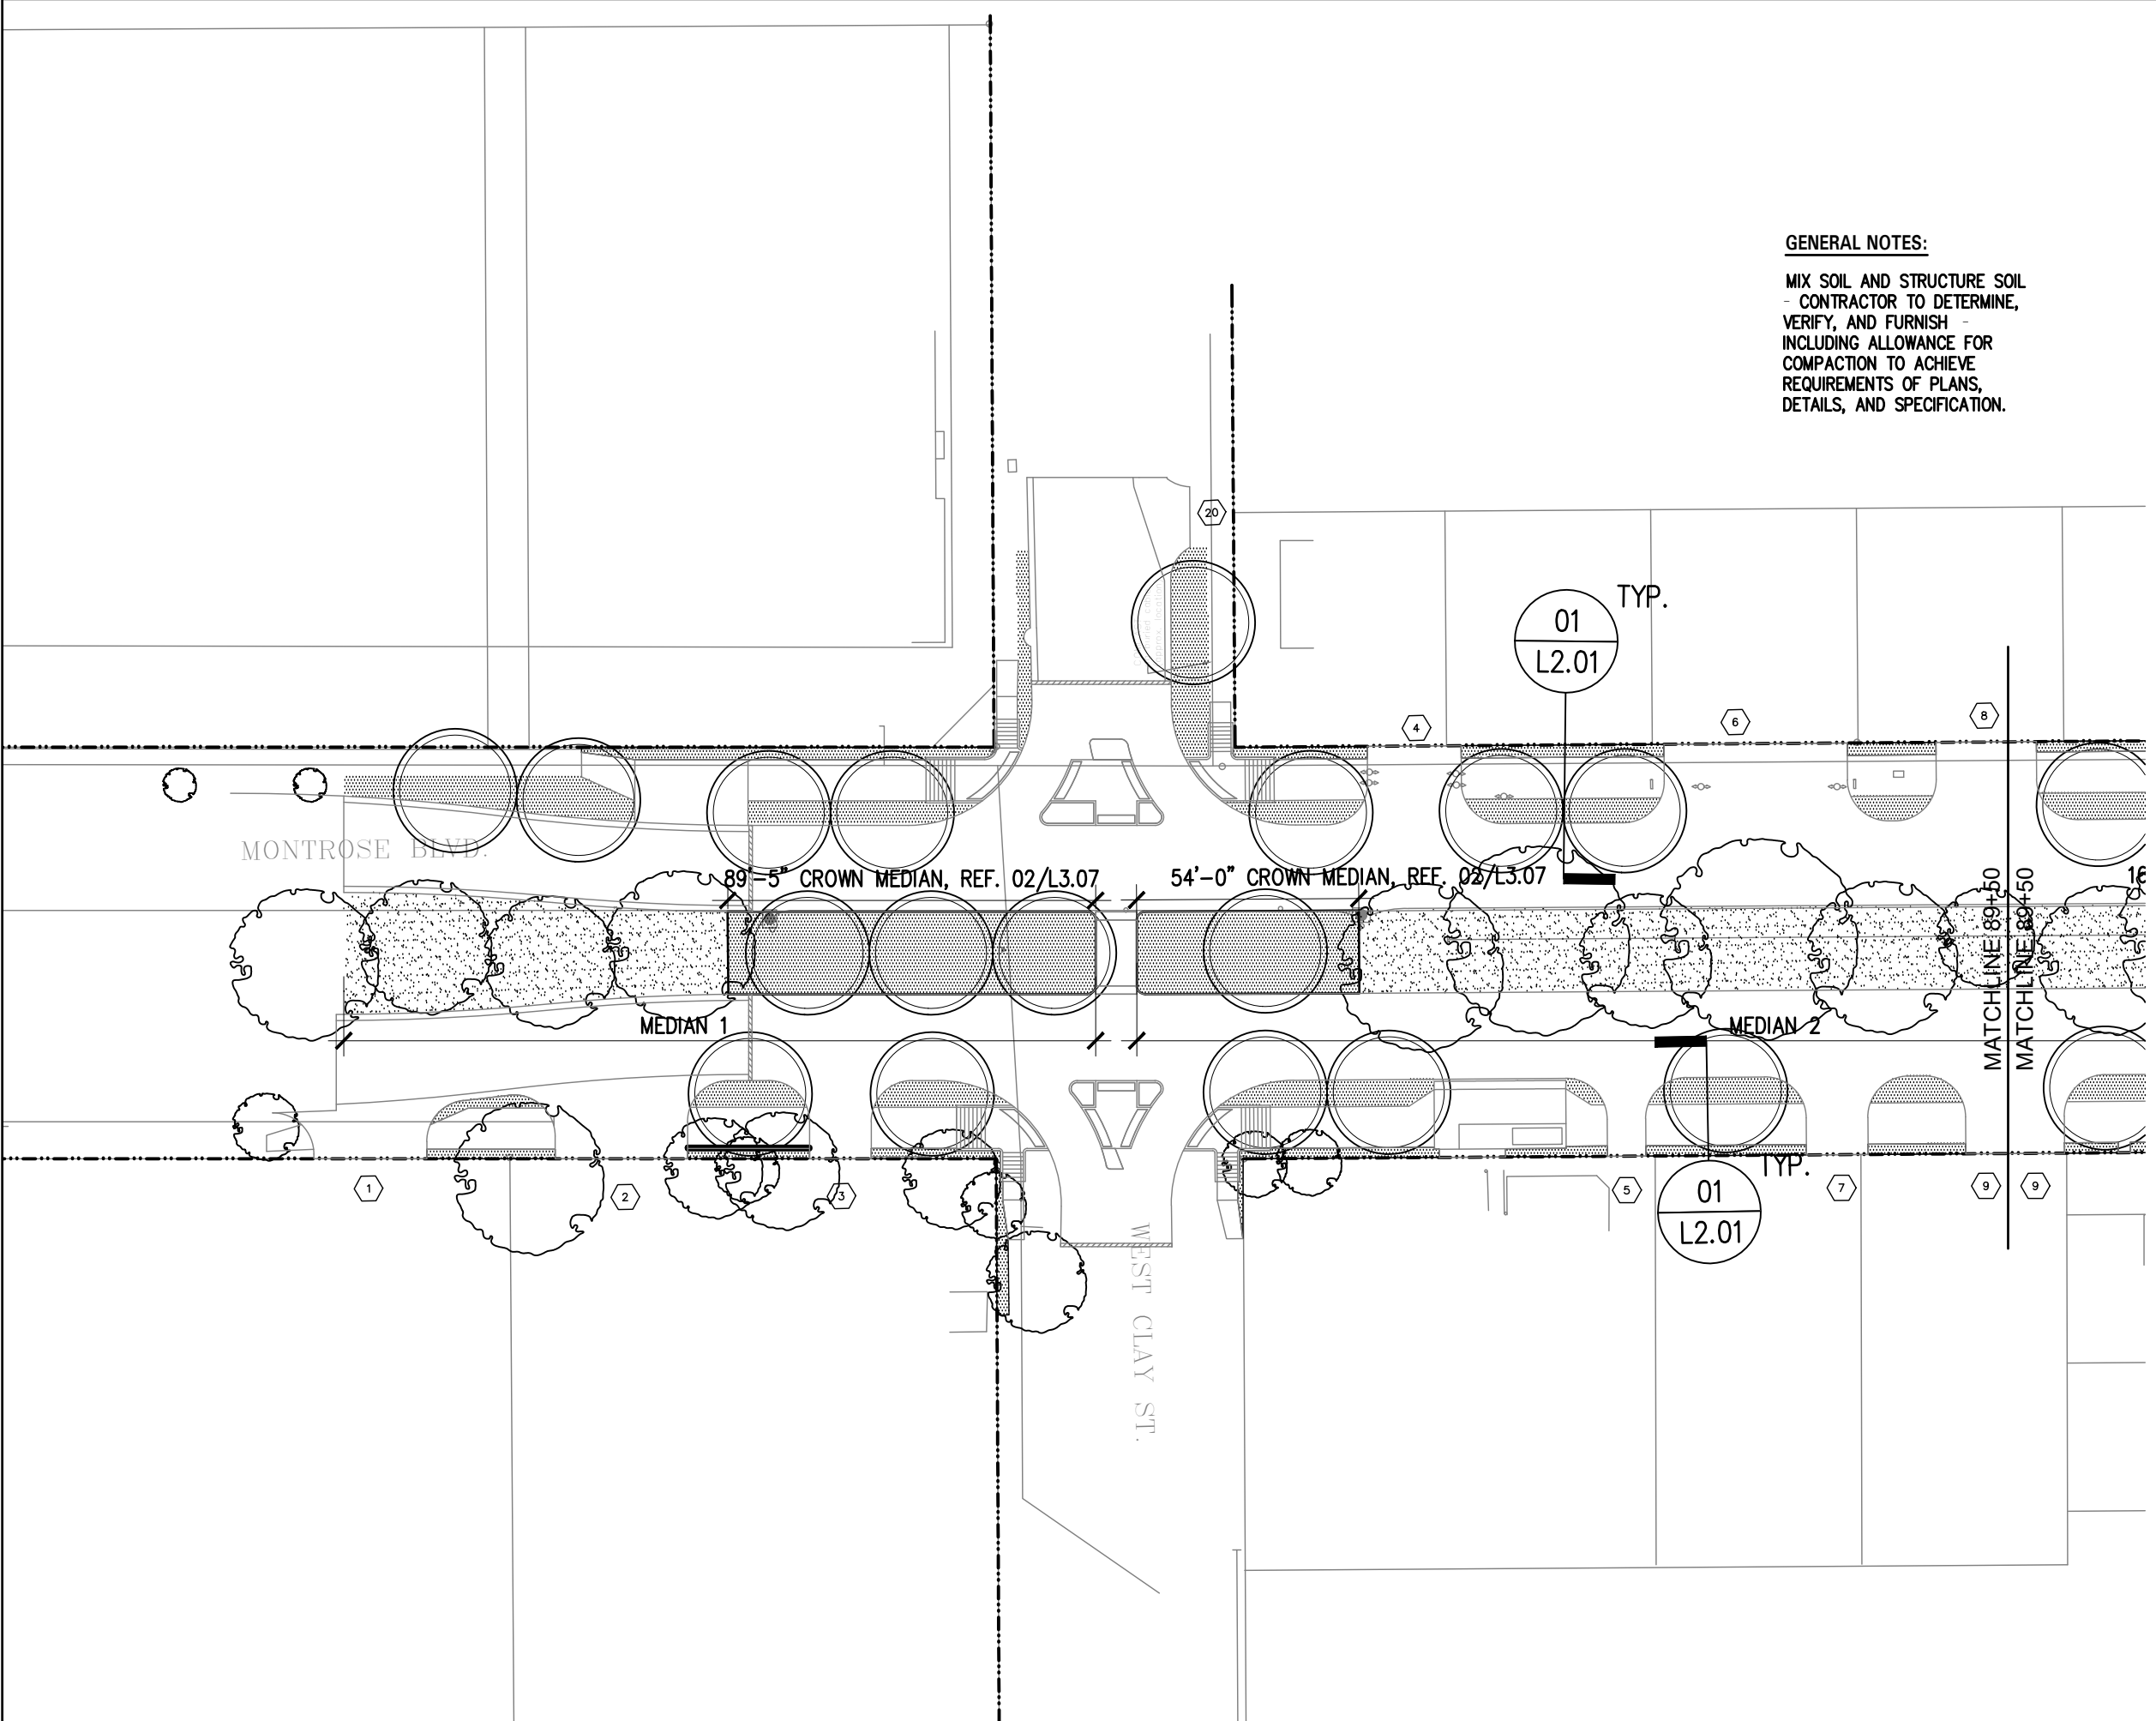 GENERAL NOTES:
MIX SOIL AND STRUCTURE SOIL
- CONTRACTOR TO DETERMINE,
VERIFY, AND FURNISH -
INCLUDING ALLOWANCE FOR
COMPACTION TO ACHIEVE
REQUIREMENTS OF PLANS,
DETAILS, AND SPECIFICATION.
20
01
L2.01
TYP.
4
6
8
MONTROSE BLVD.
89'-5" CROWN MEDIAN, REF. 02/L3.07
54'-0" CROWN MEDIAN, REF. 02/L3.07
16
MATCHLINE 89+50
MATCHLINE 89+50
MEDIAN 1
MEDIAN 2
TYP.
01
L2.01
1
2
3
5
7
9
9
WEST CLAY ST.